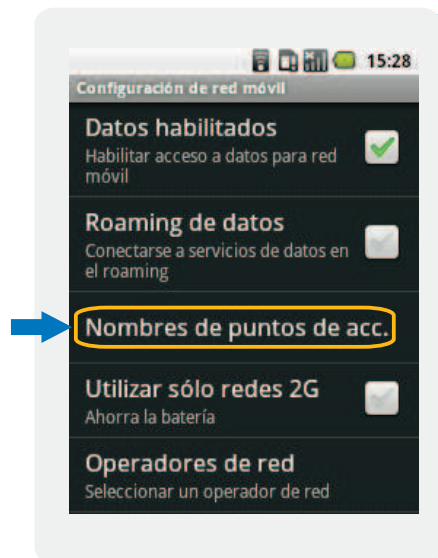 15:28
Configuración de red móvil
Datos habilitados
Habilitar acceso a datos para red
móvil
Roaming de datos
Conectarse a servicios de datos en
el roaming
Nombres de puntos de acc.
Utilizar sólo redes 2G
Ahorra la batería
Operadores de red
Seleccionar un operador de red